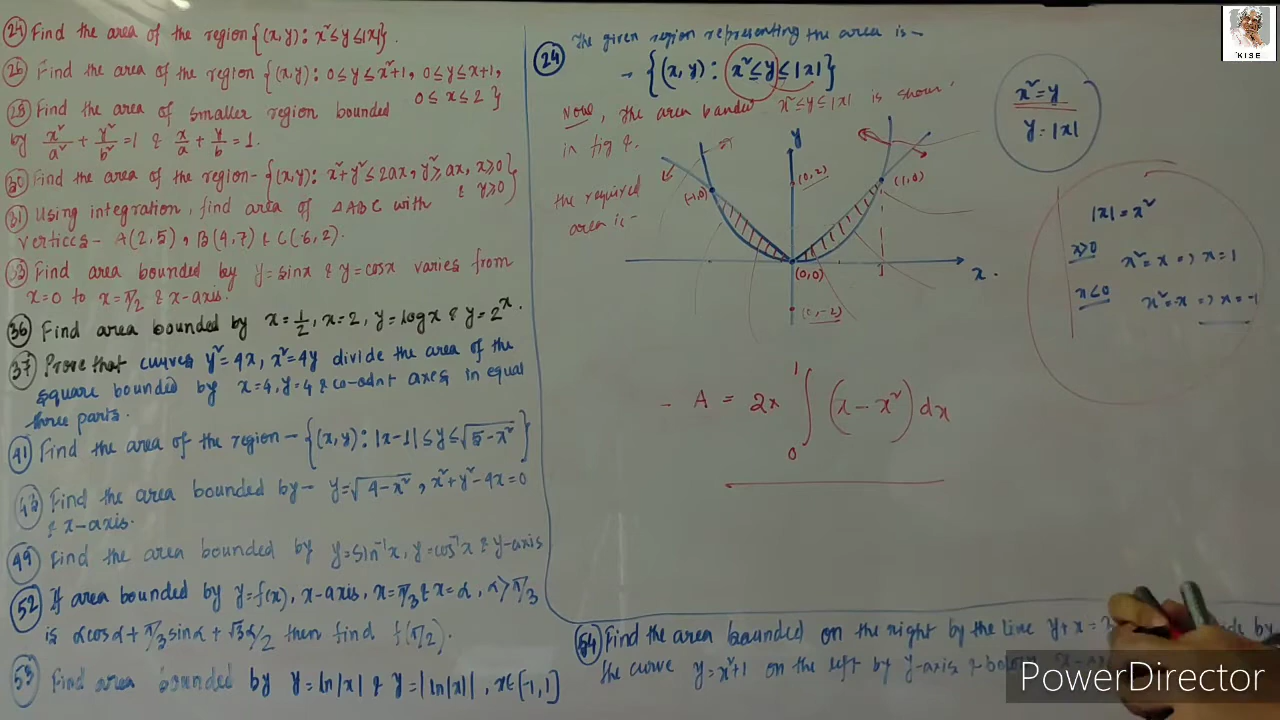 24 Find the area of the region {(x,y): x²≤y≤|x|}.
26 Find the area of the region {(x,y): 0≤y≤x²+1, 0≤y≤x+1,
0≤x≤2}
28 Find the area of smaller region bounded
by x²/a² + y²/b² = 1 & x/a + y/b = 1.
30 Find the area of the region- {(x,y): x²+y²≤2ax, y²≥ax, x≥0
& y≥0}
31 Using integration, find area of ΔABC with
vertices - A(2,5), B(4,7) & C(6,2).
33 Find area bounded by y=sinx & y=cosx varies from
x=0 to x=π/2 & x-axis.
36 Find area bounded by x=1/2, x=2, y=logx & y=2ˣ.
37 Prove that curves y²=4x, x²=4y divide the area of the
square bounded by x=4, y=4 & co-odnt axes in equal
three parts.
41 Find the area of the region - {(x,y): |x-1|≤y≤√5-x²}
Find the area bounded by- y=√4-x², x²+y²-4x=0
& x-axis.
49 Find the area bounded by y=sin⁻¹x, y=cos⁻¹x & y-axis
52 If area bounded by y=f(x), x-axis, x=π/3 & x=α, α>π/3
is αcosα + π/3 sinα + √3α/2 then find f(π/2).
53 Find area bounded by y=ln|x| & y=|ln|x||, x∈[-1,1]
24 The given region representing the area is -
- {(x,y): x²≤y≤|x|}
Now, The area banded x²≤y≤|x| is shown
in fig &.
the required
area is-
y
(0,2)
(-1,0)
(1,0)
(0,0)
1
x.
(0,-2)
x²=y
y=|x|
|x|=x²
x>0
x²=x => x=1
x<0
x²=x => x=-1
- A = 2x ∫₀¹ (x-x²) dx
54 Find the area bounded on the right by the line y+x=2 by
the curve y=x²+1 on the left by y-axis & below x-ax
KISE
PowerDirector